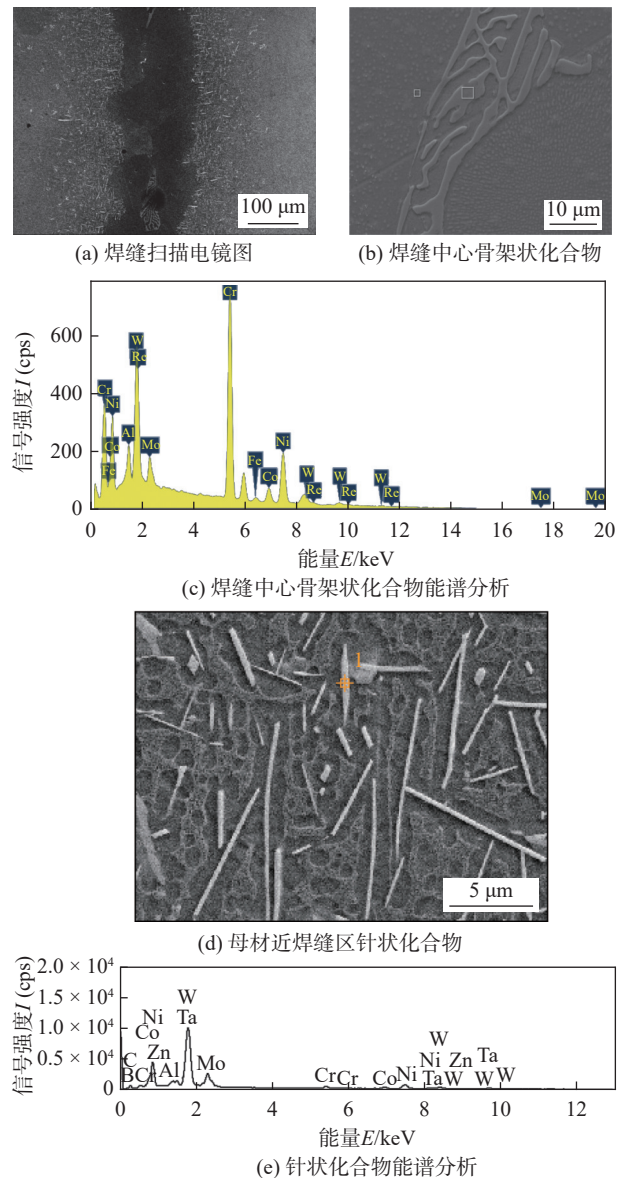 100 μm
10 μm
(a) 焊缝扫描电镜图
(b) 焊缝中心骨架状化合物
信号强度I (cps)
600
400
200
0
Cr
Ni
Co
Fe
Al
W
Re
Mo
Cr
Fe
Co
Ni
W
Re
W
Re
W
Re
Mo
Mo
0 2 4 6 8 10 12 14 16 18 20
能量E/keV
(c) 焊缝中心骨架状化合物能谱分析
1
5 μm
(d) 母材近焊缝区针状化合物
信号强度I (cps)
2.0 × 10⁴
1.5 × 10⁴
1.0 × 10⁴
0.5 × 10⁴
0
C
B
Cr
Ni
Co
Zn
Al
W
Ta
Mo
Cr
Cr
Co
Ni
W
Ni
Ta
Zn
W
Ta
W
W
0 2 4 6 8 10 12
能量E/keV
(e) 针状化合物能谱分析